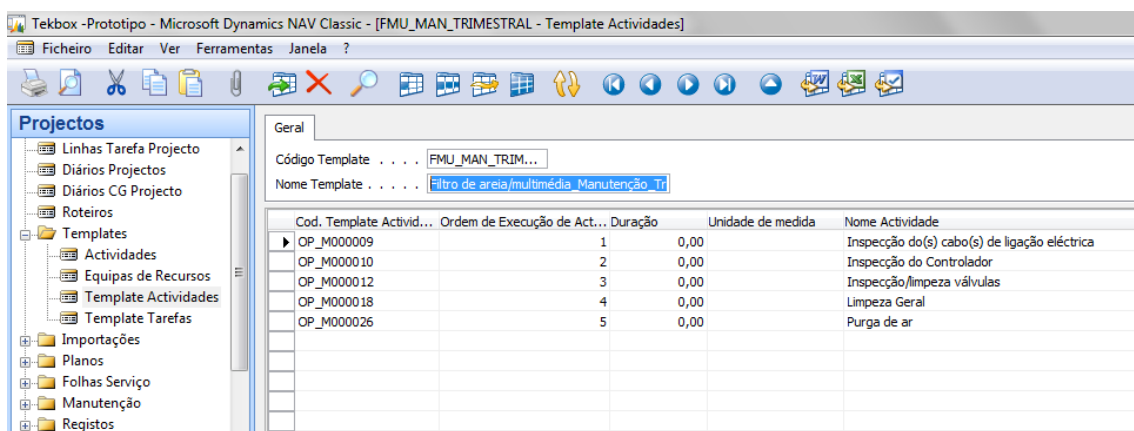 Tekbox -Prototipo - Microsoft Dynamics NAV Classic - [FMU_MAN_TRIMESTRAL - Template Actividades]
Ficheiro Editar Ver Ferramentas Janela ?
Projectos
Linhas Tarefa Projecto
Diários Projectos
Diários CG Projecto
Roteiros
Templates
Actividades
Equipas de Recursos
Template Actividades
Template Tarefas
Importações
Planos
Folhas Serviço
Manutenção
Registos
Geral
Código Template . . . . FMU_MAN_TRIM...
Nome Template . . . . . Filtro de areia/multimédia_Manutenção_Tr
Cod. Template Activid... Ordem de Execução de Act... Duração Unidade de medida Nome Actividade
OP_M000009 1 0,00 Inspecção do(s) cabo(s) de ligação eléctrica
OP_M000010 2 0,00 Inspecção do Controlador
OP_M000012 3 0,00 Inspecção/limpeza válvulas
OP_M000018 4 0,00 Limpeza Geral
OP_M000026 5 0,00 Purga de ar